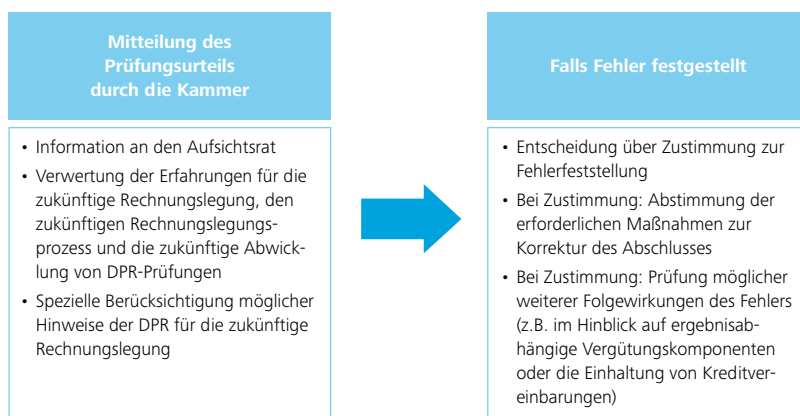 Mitteilung des
Prüfungsurteils
durch die Kammer
• Information an den Aufsichtsrat
• Verwertung der Erfahrungen für die
zukünftige Rechnungslegung, den
zukünftigen Rechnungslegungs-
prozess und die zukünftige Abwick-
lung von DPR-Prüfungen
• Spezielle Berücksichtigung möglicher
Hinweise der DPR für die zukünftige
Rechnungslegung
Falls Fehler festgestellt
• Entscheidung über Zustimmung zur
Fehlerfeststellung
• Bei Zustimmung: Abstimmung der
erforderlichen Maßnahmen zur
Korrektur des Abschlusses
• Bei Zustimmung: Prüfung möglicher
weiterer Folgewirkungen des Fehlers
(z.B. im Hinblick auf ergebnisab-
hängige Vergütungskomponenten
oder die Einhaltung von Kreditver-
einbarungen)